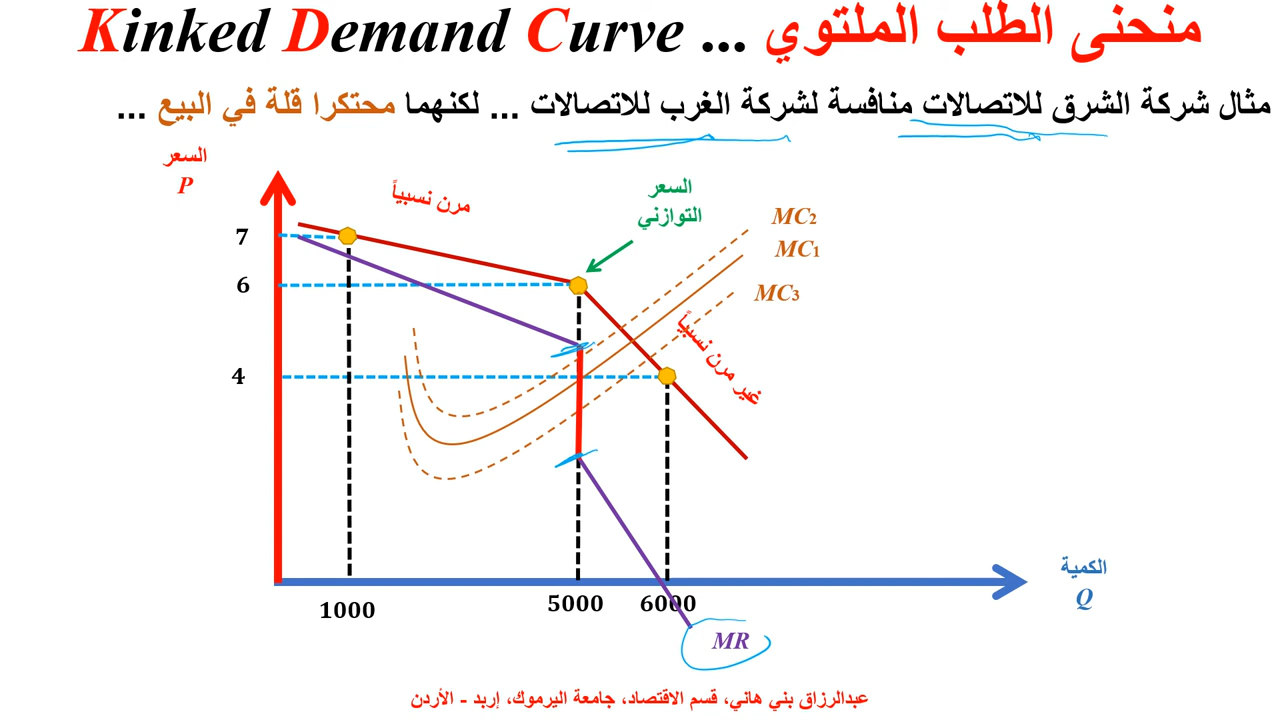 Kinked Demand Curve ... منحنى الطلب الملتوي
مثال شركة الشرق للاتصالات منافسة لشركة الغرب للاتصالات ... لكنهما محتكرا قلة في البيع ...
السعر
P
مرن نسبياً
السعر
التوازني
MC2
MC1
MC3
7
6
4
غير مرن نسبياً
الكمية
Q
1000
5000
6000
MR
عبدالرزاق بني هاني، قسم الاقتصاد، جامعة اليرموك، إربد - الأردن